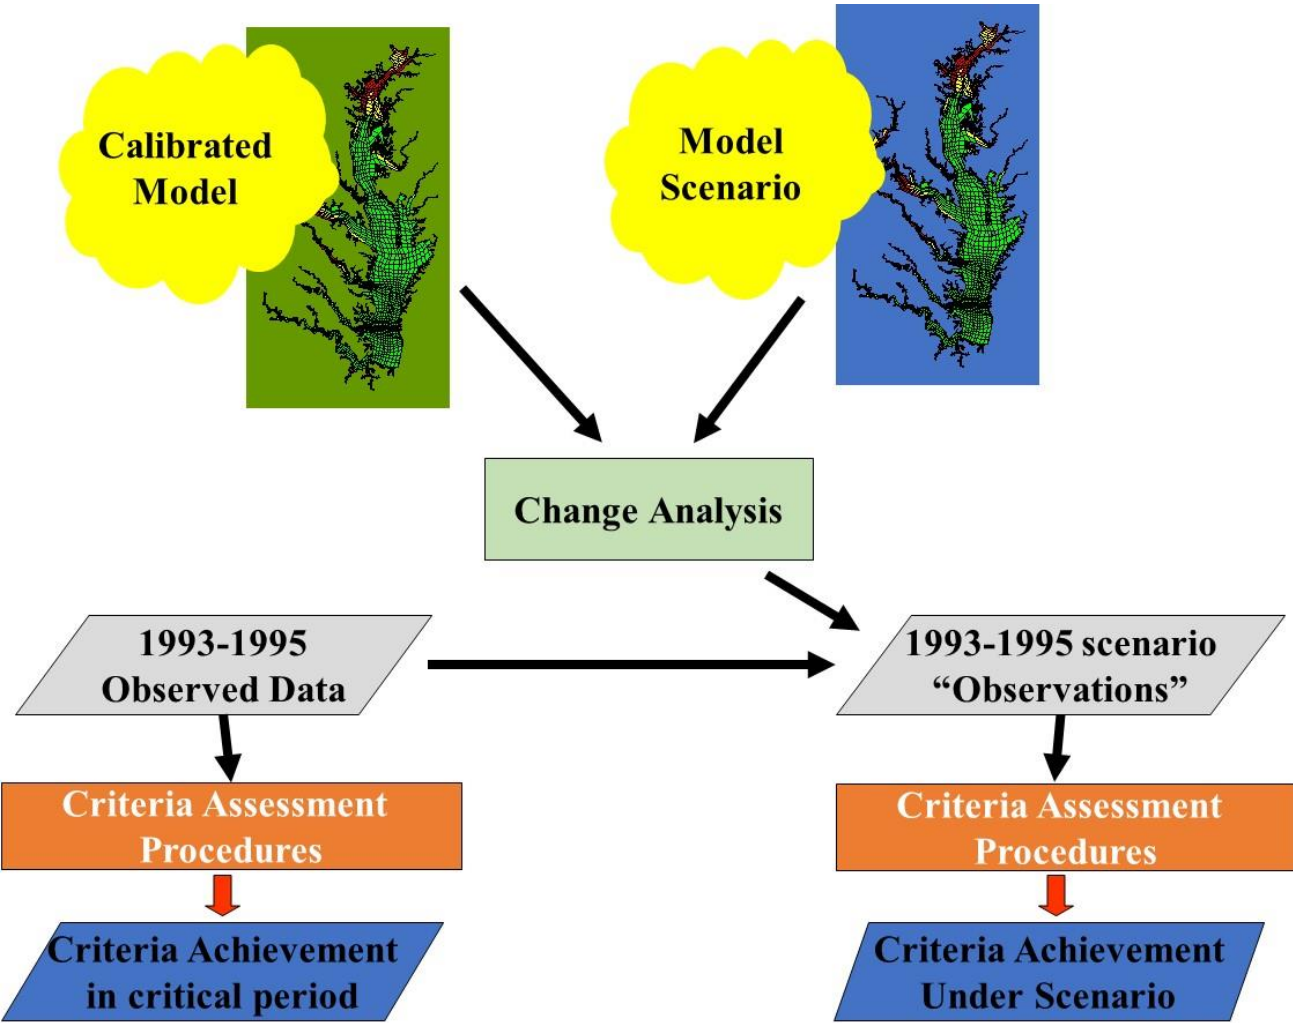 Calibrated
Model
Model
Scenario
Change Analysis
1993-1995
Observed Data
1993-1995 scenario
“Observations”
Criteria Assessment
Procedures
Criteria Assessment
Procedures
Criteria Achievement
in critical period
Criteria Achievement
Under Scenario